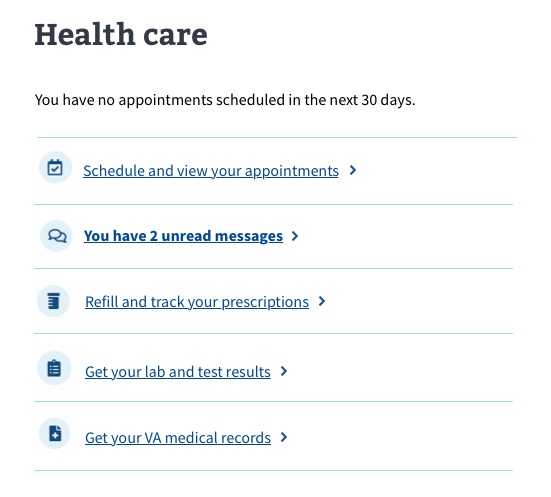 Health care
You have no appointments scheduled in the next 30 days.
Schedule and view your appointments
You have 2 unread messages
Refill and track your prescriptions
Get your lab and test results
Get your VA medical records